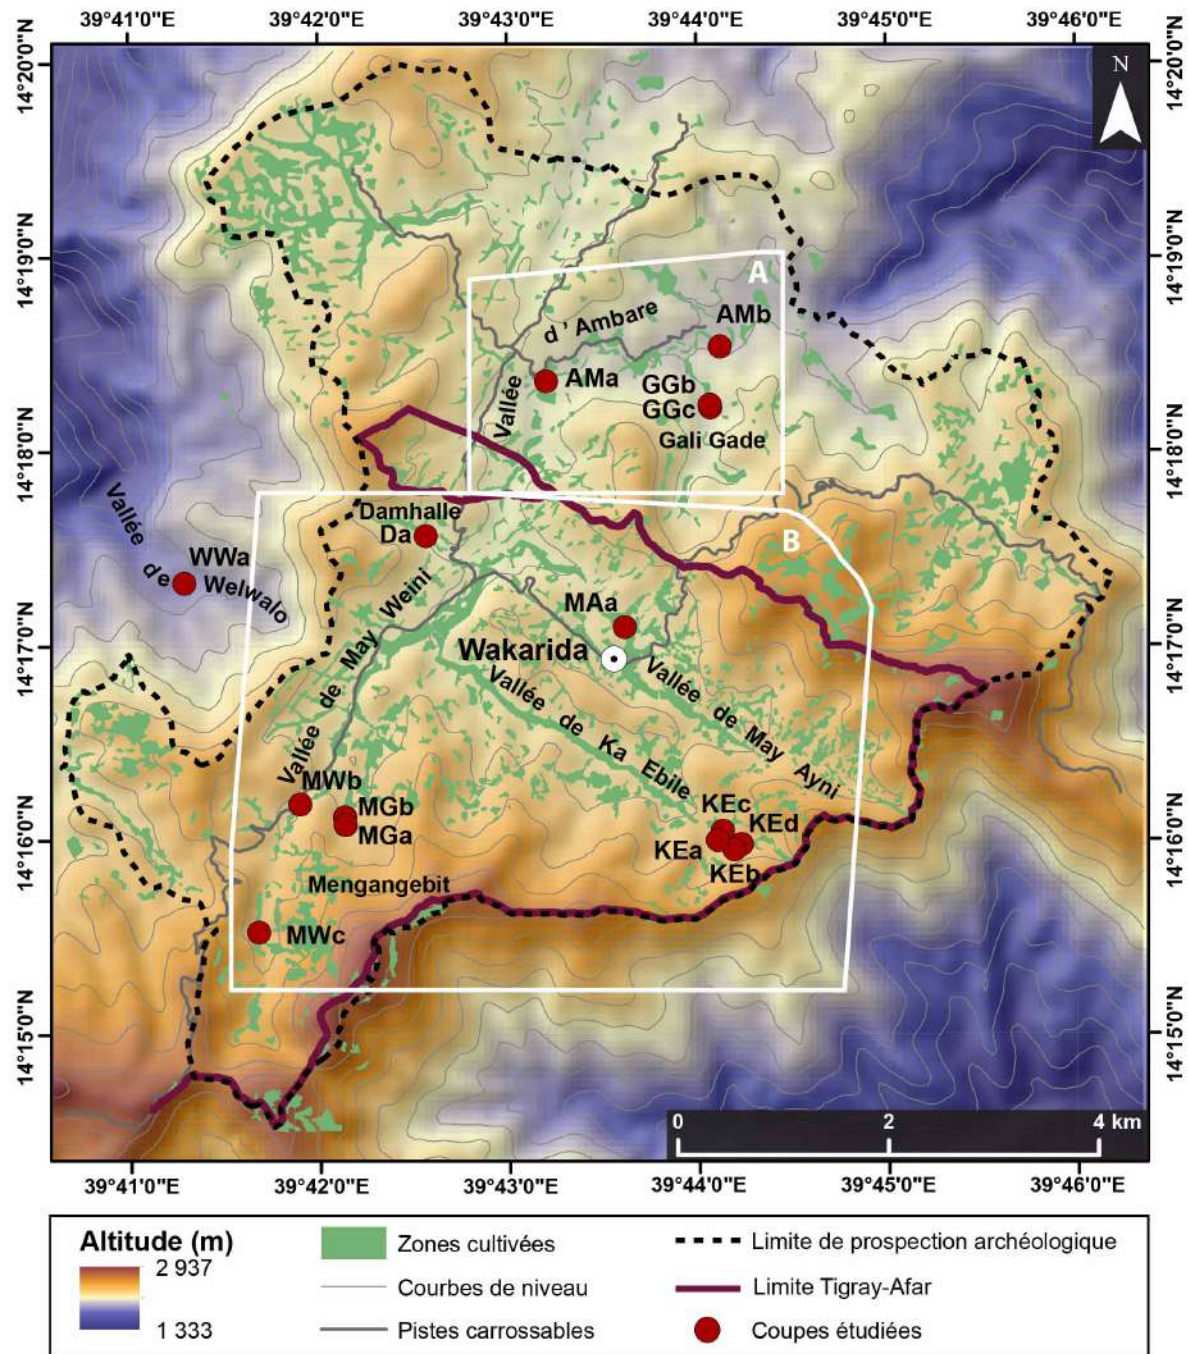 39°41'0"E 39°42'0"E 39°43'0"E 39°44'0"E 39°45'0"E 39°46'0"E
14°20'0"N
14°20'0"N
N
14°19'0"N
14°19'0"N
A
Vallée d'Ambare
AMb
AMa
GGb
GGc
Gali Gade
14°18'0"N
14°18'0"N
Damhalle
Da
B
Vallée de Welwalo
WWa
MAa
14°17'0"N
14°17'0"N
Wakarida
Vallée de May Weini
Vallée de Ka Ebile
Vallée de May Ayni
MWb
MGb
MGa
KEc
KEd
KEa
KEb
14°16'0"N
14°16'0"N
Mengangebit
MWc
14°15'0"N
14°15'0"N
0 2 4 km
39°41'0"E 39°42'0"E 39°43'0"E 39°44'0"E 39°45'0"E 39°46'0"E
Altitude (m)
2 937
1 333
Zones cultivées
Courbes de niveau
Pistes carrossables
Limite de prospection archéologique
Limite Tigray-Afar
Coupes étudiées